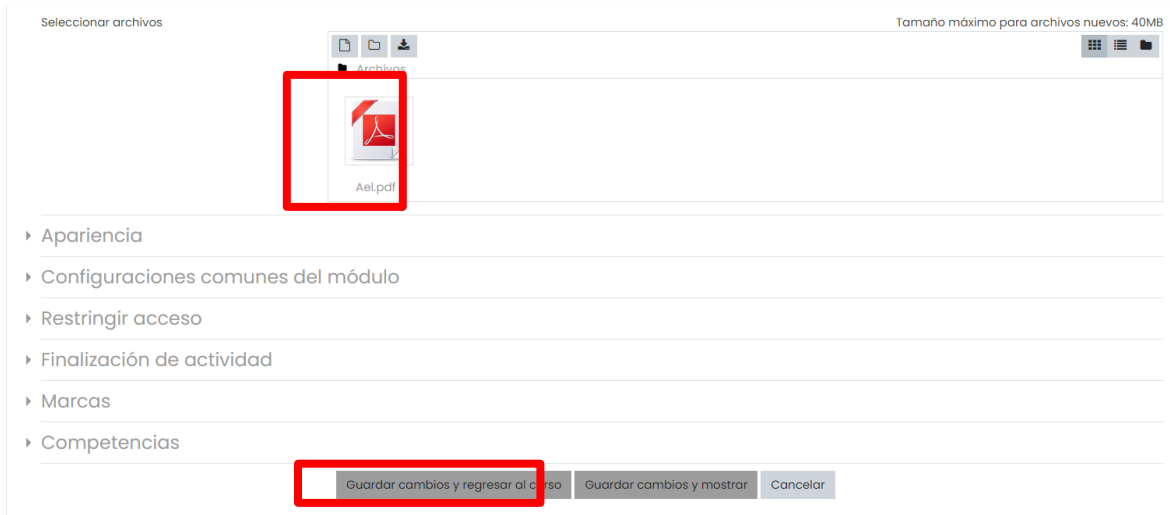 Seleccionar archivos
Tamaño máximo para archivos nuevos: 40MB
Archivos
Ael.pdf
Apariencia
Configuraciones comunes del módulo
Restringir acceso
Finalización de actividad
Marcas
Competencias
Guardar cambios y regresar al curso Guardar cambios y mostrar Cancelar